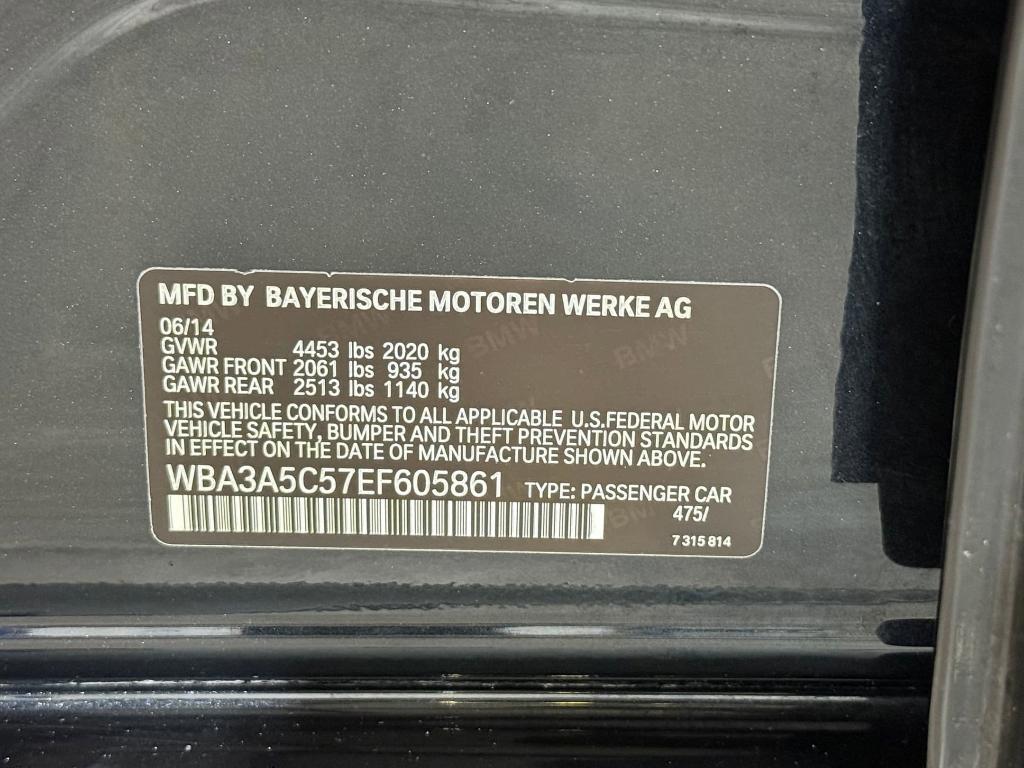 MFD BY BAYERISCHE MOTOREN WERKE AG
06/14
GVWR 4453 lbs 2020 kg
GAWR FRONT 2061 lbs 935 kg
GAWR REAR 2513 lbs 1140 kg
THIS VEHICLE CONFORMS TO ALL APPLICABLE U.S.FEDERAL MOTOR
VEHICLE SAFETY, BUMPER AND THEFT PREVENTION STANDARDS
IN EFFECT ON THE DATE OF MANUFACTURE SHOWN ABOVE.
WBA3A5C57EF605861 TYPE: PASSENGER CAR
475/
7 315 814